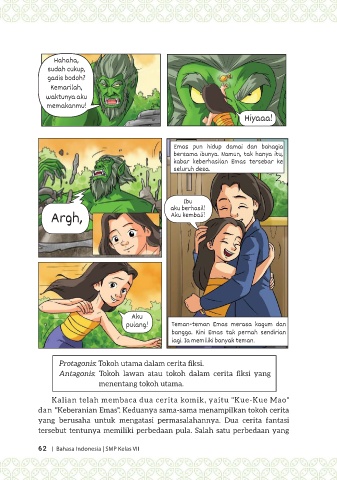 Hahaha,
sudah cukup,
gadis bodoh?
Kemarilah,
waktunya aku
memakanmu!
Hiyaaa!
Argh,
Emas pun hidup damai dan bahagia
bersama ibunya. Namun, tak hanya itu,
kabar keberhasilan Emas tersebar ke
seluruh desa.
Ibu
aku berhasil!
Aku kembali!
Aku
pulang!
Teman-teman Emas merasa kagum dan
bangga. Kini Emas tak pernah sendirian
lagi. Ia memiliki banyak teman.
Protagonis: Tokoh utama dalam cerita fiksi.
Antagonis: Tokoh lawan atau tokoh dalam cerita fiksi yang
menentang tokoh utama.
Kalian telah membaca dua cerita komik, yaitu "Kue-Kue Mao"
dan "Keberanian Emas". Keduanya sama-sama menampilkan tokoh cerita
yang berusaha untuk mengatasi permasalahannya. Dua cerita fantasi
tersebut tentunya memiliki perbedaan pula. Salah satu perbedaan yang
62 | Bahasa Indonesia | SMP Kelas VII